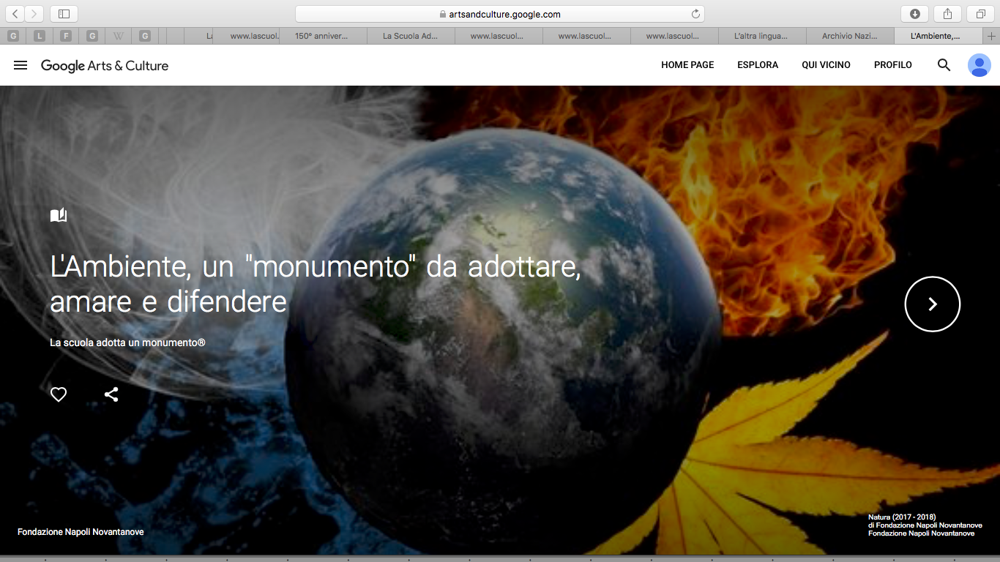 artsandculture.google.com
G L F G W G La www.lascuol... 150° anniver... La Scuola Ad... www.lascuol... www.lascuol... www.lascuol... L'altra lingua... Archivio Nazi... L'Ambiente,...
Google Arts & Culture HOME PAGE ESPLORA QUI VICINO PROFILO
L'Ambiente, un "monumento" da adottare,
amare e difendere
La scuola adotta un monumento®
Natura (2017 - 2018)
di Fondazione Napoli Novantanove
Fondazione Napoli Novantanove
Fondazione Napoli Novantanove